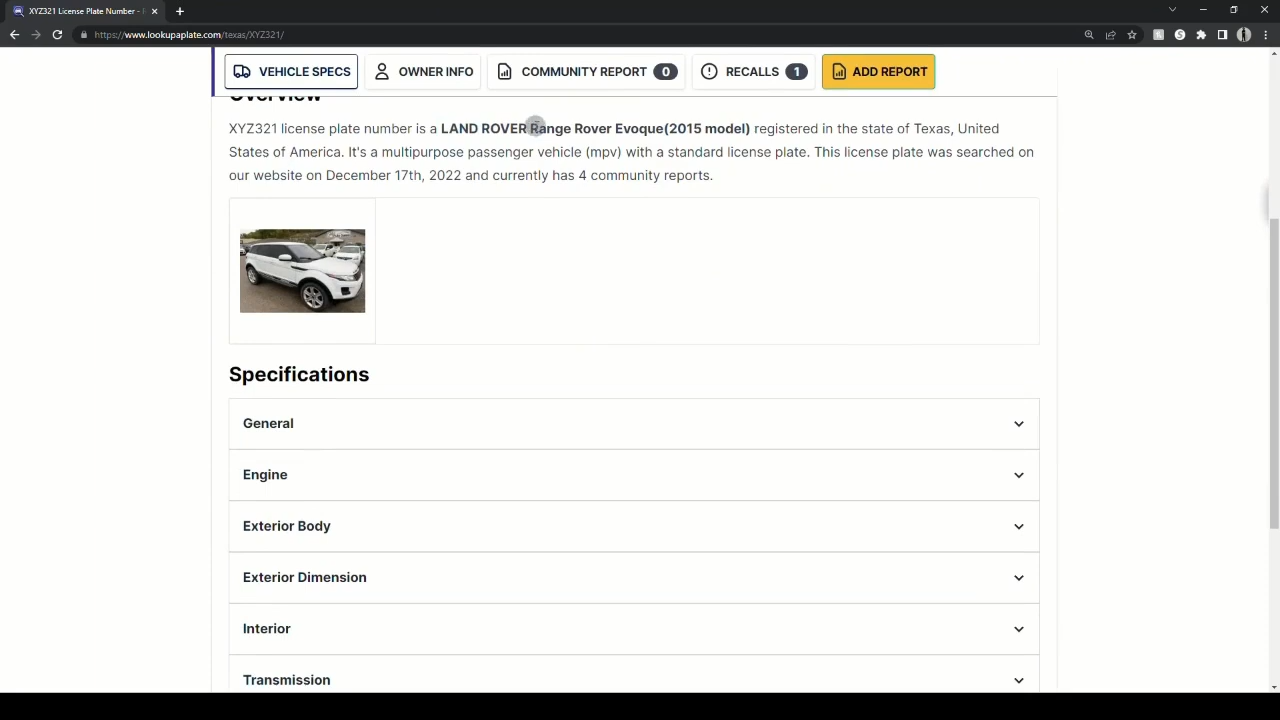 XYZ321 License Plate Number -
https://www.lookupaplate.com/texas/XYZ321/
VEHICLE SPECS
OWNER INFO
COMMUNITY REPORT 0
RECALLS 1
ADD REPORT
Overview
XYZ321 license plate number is a LAND ROVER Range Rover Evoque(2015 model) registered in the state of Texas, United
States of America. It's a multipurpose passenger vehicle (mpv) with a standard license plate. This license plate was searched on
our website on December 17th, 2022 and currently has 4 community reports.
Specifications
General
Engine
Exterior Body
Exterior Dimension
Interior
Transmission